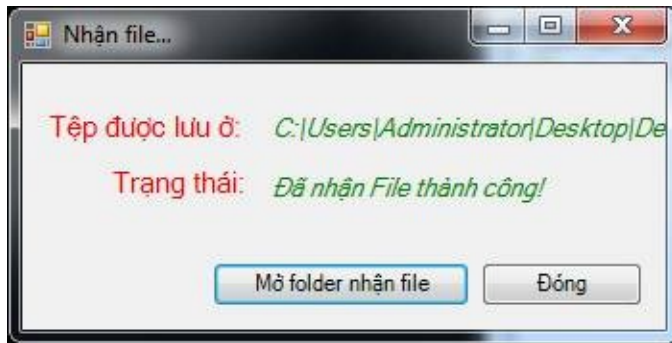 Nhận file...
Tệp được lưu ở: C:\Users\Administrator\Desktop\De
Trạng thái: Đã nhận File thành công!
Mở folder nhận file Đóng